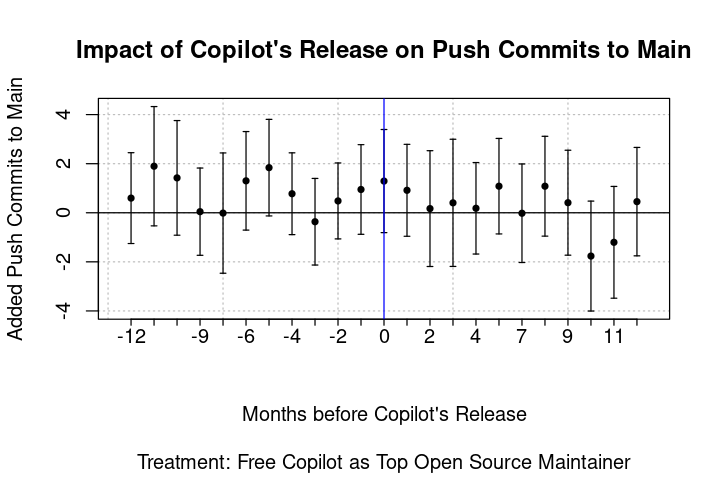 Impact of Copilot's Release on Push Commits to Main
Added Push Commits to Main
4
2
0
-2
-4
-12 -9 -6 -4 -2 0 2 4 7 9 11
Months before Copilot's Release
Treatment: Free Copilot as Top Open Source Maintainer